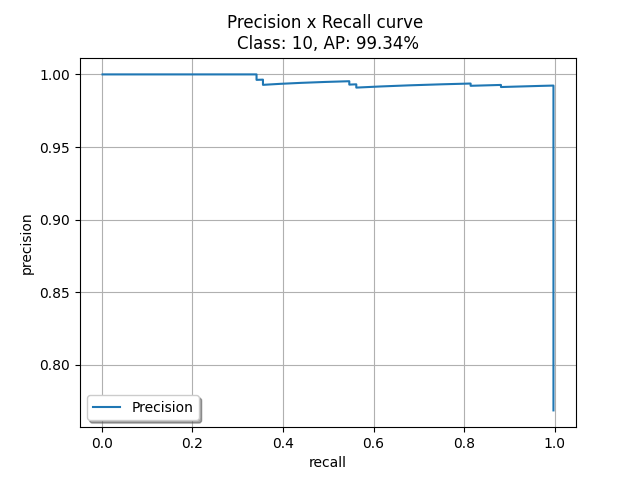 Precision x Recall curve
Class: 10, AP: 99.34%
1.00
0.95
0.90
0.85
0.80
precision
Precision
0.0 0.2 0.4 0.6 0.8 1.0
recall